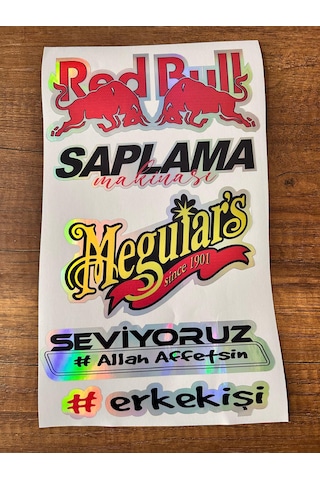 Red Bull
SAPLAMA
makinası
Meguiar's
since 1901
SEVİYORUZ
# Allah Affetsin
# erkekişi